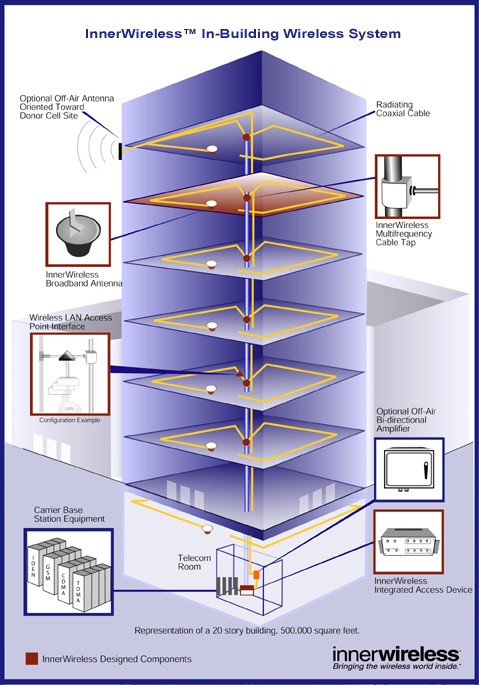 InnerWireless™ In-Building Wireless System
Optional Off-Air Antenna
Oriented Toward
Donor Cell Site
Radiating
Coaxial Cable
InnerWireless
Multifrequency
Cable Tap
InnerWireless
Broadband Antenna
Wireless LAN Access
Point Interface
Configuration Example
Optional Off-Air
Bi-directional
Amplifier
Carrier Base
Station Equipment
iDEN
GSM
CDMA
TDMA
Telecom
Room
InnerWireless
Integrated Access Device
Representation of a 20 story building, 500,000 square feet.
InnerWireless Designed Components
innerwireless
Bringing the wireless world inside.